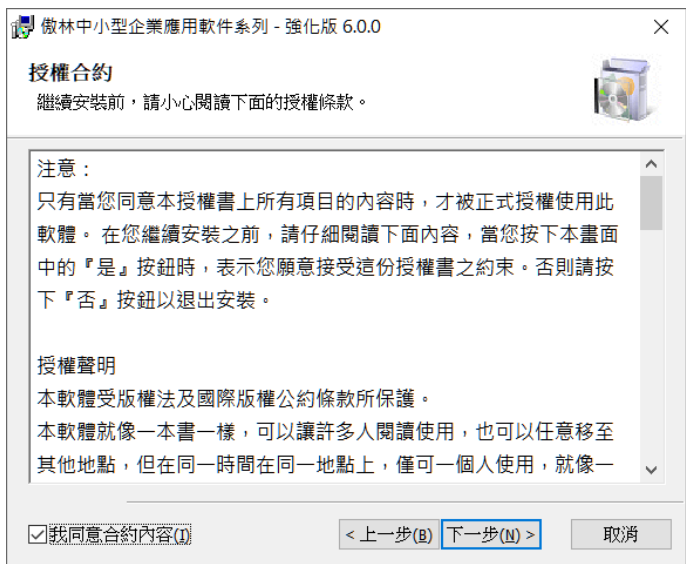 傲林中小型企業應用軟件系列 - 強化版 6.0.0
授權合約
繼續安裝前，請小心閱讀下面的授權條款。
注意：
只有當您同意本授權書上所有項目的內容時，才被正式授權使用此
軟體。 在您繼續安裝之前，請仔細閱讀下面內容，當您按下本畫面
中的『是』按鈕時，表示您願意接受這份授權書之約束。否則請按
下『否』按鈕以退出安裝。
授權聲明
本軟體受版權法及國際版權公約條款所保護。
本軟體就像一本書一樣，可以讓許多人閱讀使用，也可以任意移至
其他地點，但在同一時間在同一地點上，僅可一個人使用，就像一
我同意合約內容(I)
< 上一步(B) 下一步(N) > 取消